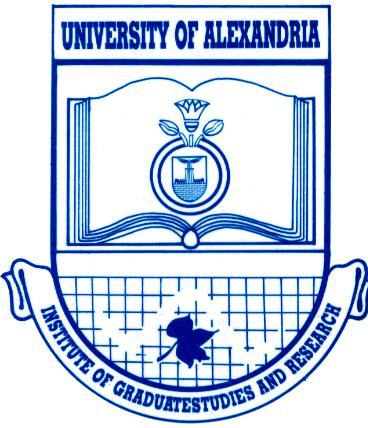 UNIVERSITY OF ALEXANDRIA
INSTITUTE OF GRADUATESTUDIES AND RESEARCH